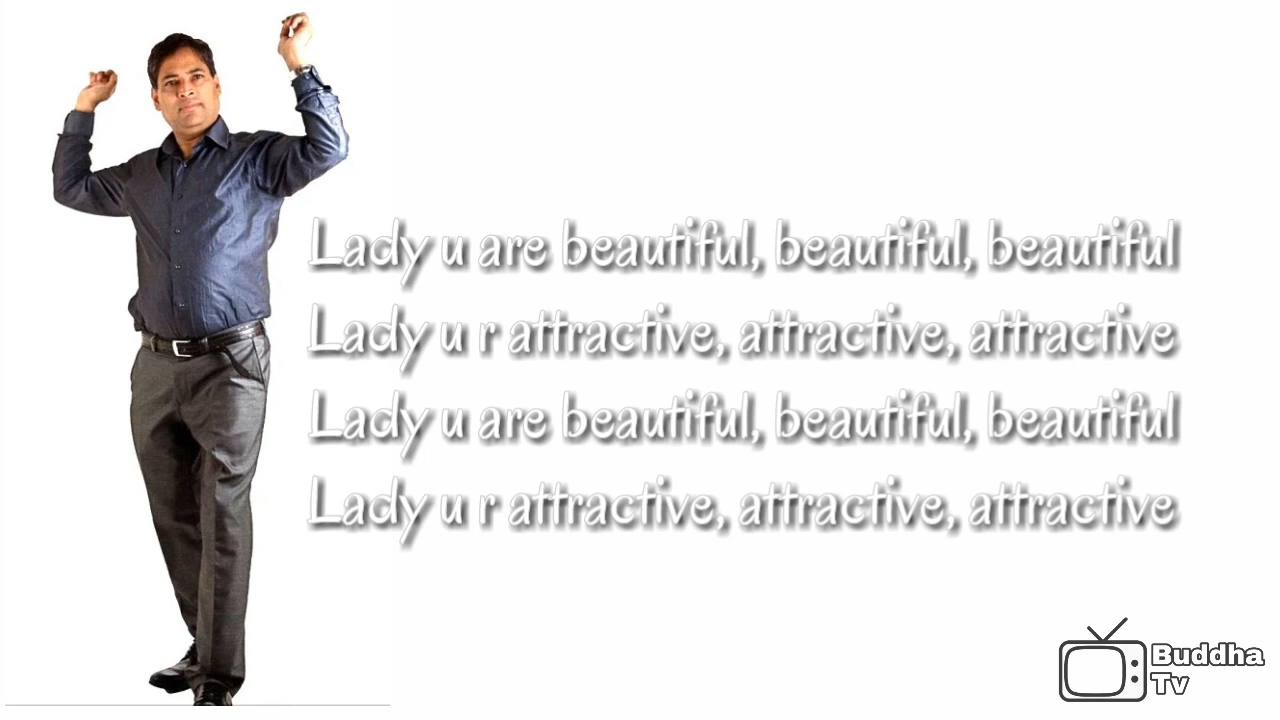 Lady u are beautiful, beautiful, beautiful
Lady u r attractive, attractive, attractive
Lady u are beautiful, beautiful, beautiful
Lady u r attractive, attractive, attractive
Buddha
Tv